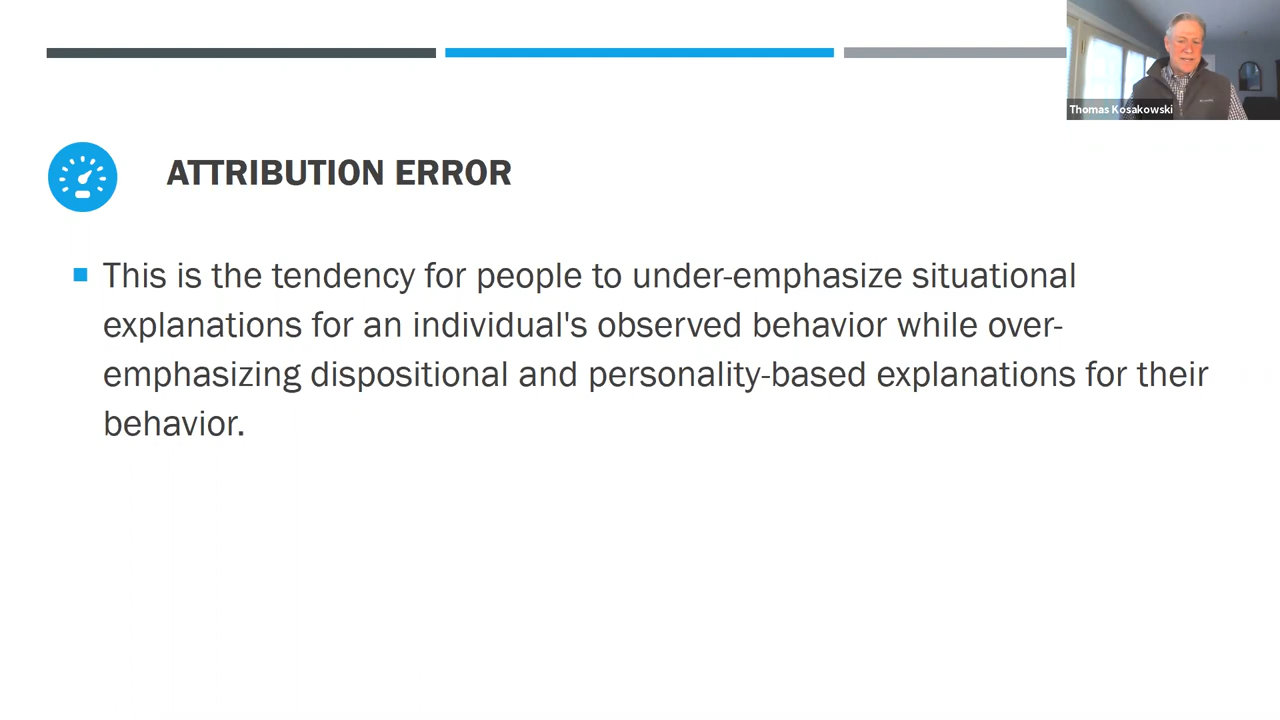 Thomas Kosakowski
ATTRIBUTION ERROR
This is the tendency for people to under-emphasize situational
explanations for an individual's observed behavior while over-
emphasizing dispositional and personality-based explanations for their
behavior.